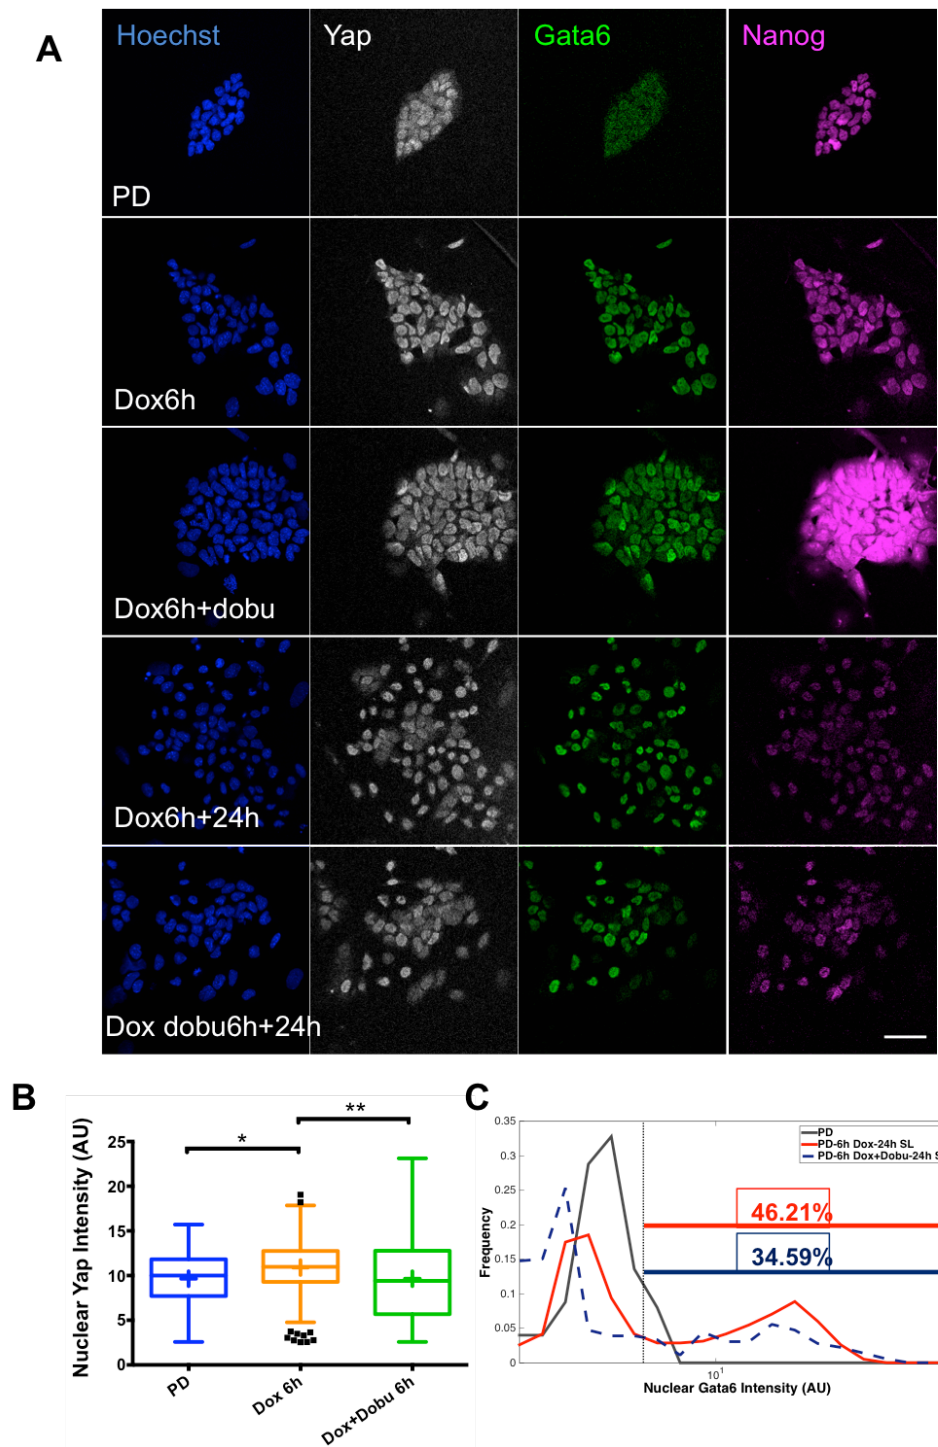 A
Hoechst Yap Gata6 Nanog
PD
Dox6h
Dox6h+dobu
Dox6h+24h
Dox dobu6h+24h
B
Nuclear Yap Intensity (AU)
25
20
15
10
5
0
*
**
PD
Dox 6h
Dox+Dobu 6h
C
Frequency
0.35
0.3
0.25
0.2
0.15
0.1
0.05
0
PD
PD-6h Dox-24h SL
PD-6h Dox+Dobu-24h S
46.21%
34.59%
10¹
Nuclear Gata6 Intensity (AU)